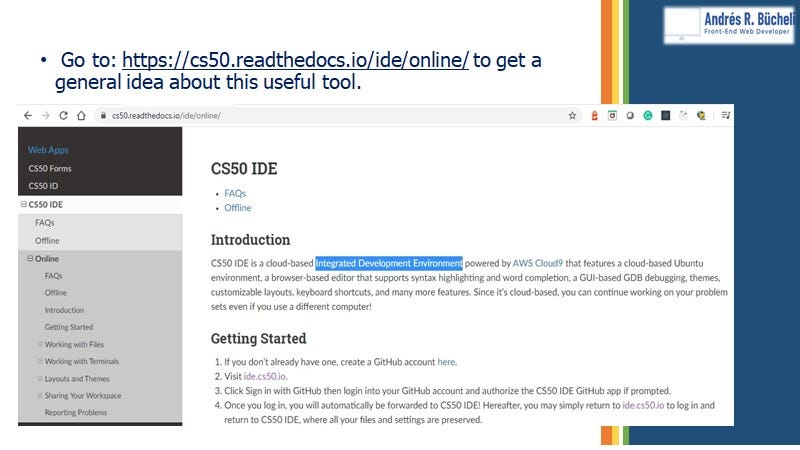 Andrés R. Bücheli
Front-End Web Developer
• Go to: https://cs50.readthedocs.io/ide/online/ to get a
general idea about this useful tool.
cs50.readthedocs.io/ide/online/
Web Apps
CS50 Forms
CS50 ID
CS50 IDE
FAQs
Offline
Online
FAQs
Offline
Introduction
Getting Started
Working with Files
Working with Terminals
Layouts and Themes
Sharing Your Workspace
Reporting Problems
CS50 IDE
• FAQs
• Offline
Introduction
CS50 IDE is a cloud-based Integrated Development Environment powered by AWS Cloud9 that features a cloud-based Ubuntu
environment, a browser-based editor that supports syntax highlighting and word completion, a GUI-based GDB debugging, themes,
customizable layouts, keyboard shortcuts, and many more features. Since it's cloud-based, you can continue working on your problem
sets even if you use a different computer!
Getting Started
1. If you don't already have one, create a GitHub account here.
2. Visit ide.cs50.io.
3. Click Sign in with GitHub then login into your GitHub account and authorize the CS50 IDE GitHub app if prompted.
4. Once you log in, you will automatically be forwarded to CS50 IDE! Hereafter, you may simply return to ide.cs50.io to log in and
return to CS50 IDE, where all your files and settings are preserved.